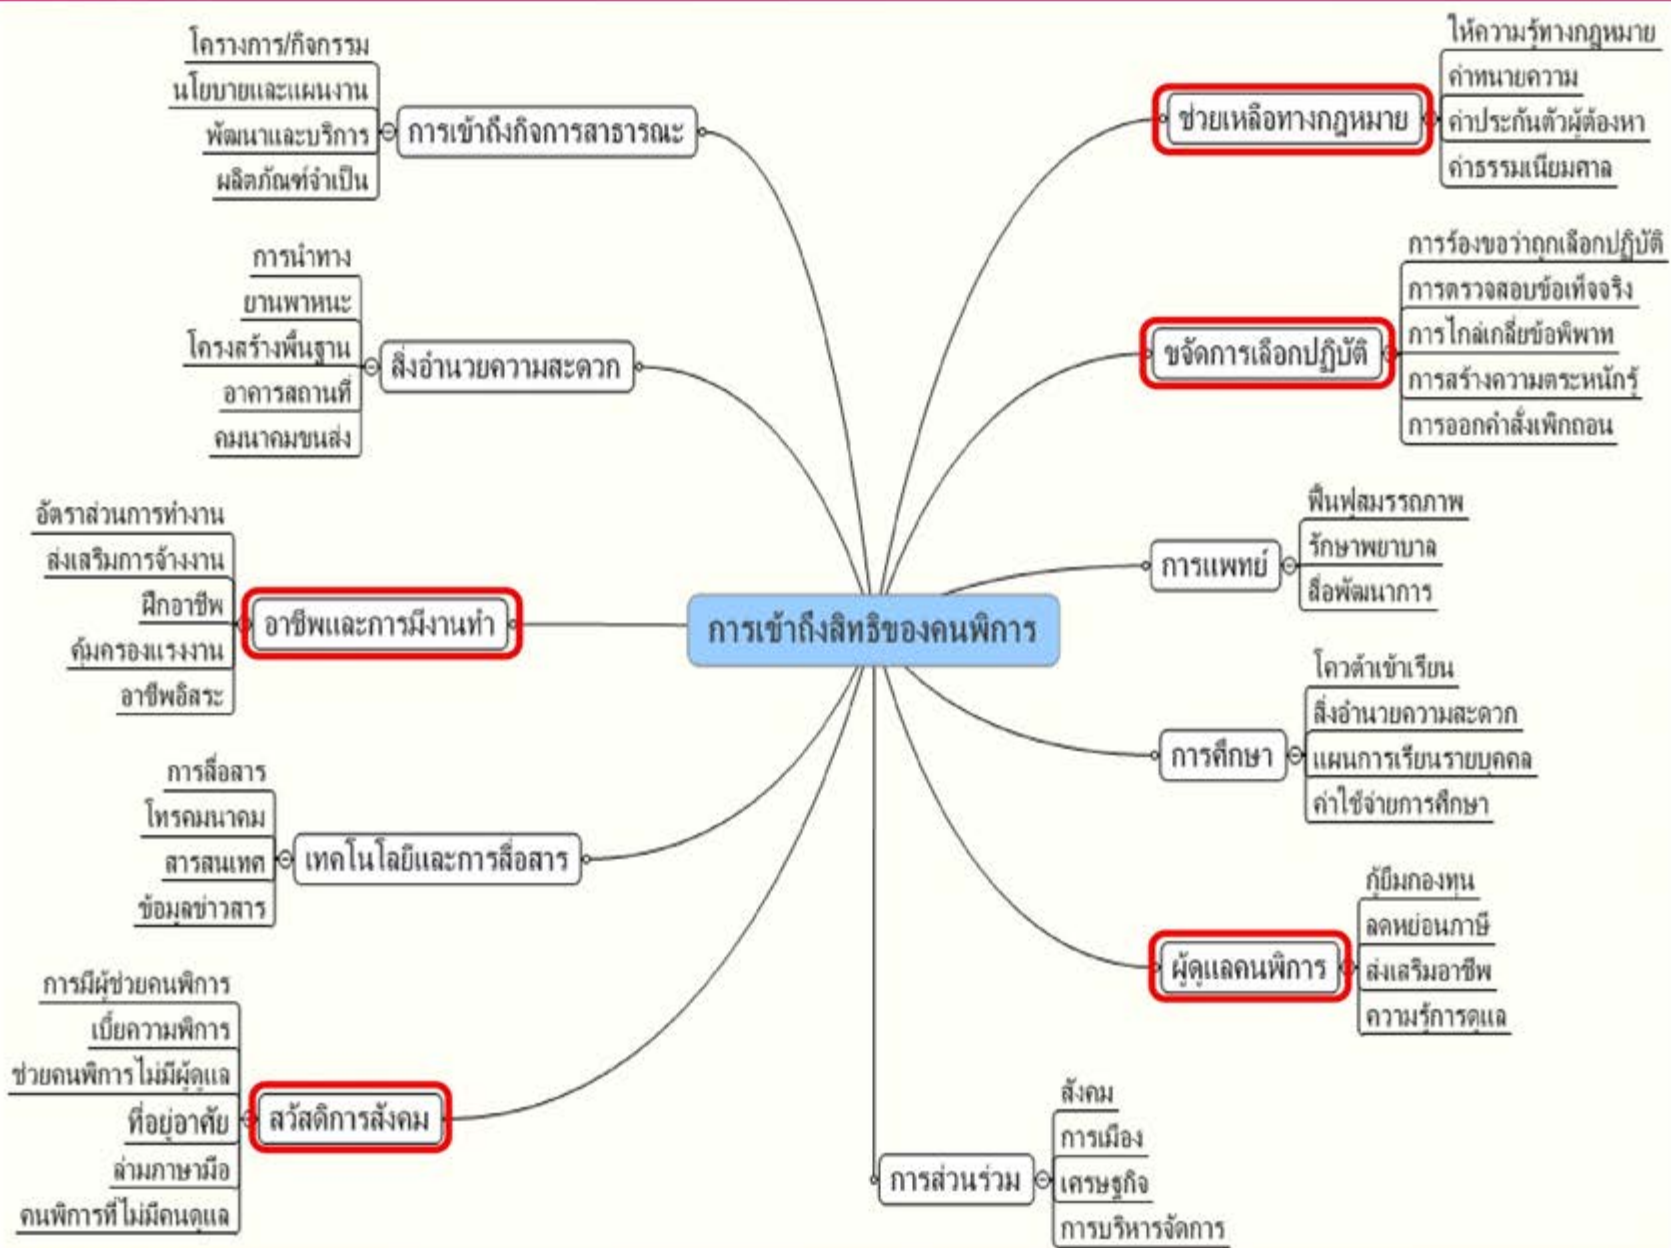 โครางการ/กิจกรรม
นโยบายและแผนงาน
พัฒนาและบริการ
ผลิตภัณฑ์จำเป็น
การเข้าถึงกิจการสาธารณะ
การนำทาง
ยานพาหนะ
โครงสร้างพื้นฐาน
อาคารสถานที่
คมนาคมขนส่ง
สิ่งอำนวยความสะดวก
อัตราส่วนการทำงาน
ส่งเสริมการจ้างงาน
ฝึกอาชีพ
คุ้มครองแรงงาน
อาชีพอิสระ
อาชีพและการมีงานทำ
การสื่อสาร
โทรคมนาคม
สารสนเทศ
ข้อมูลข่าวสาร
เทคโนโลยีและการสื่อสาร
การมีผู้ช่วยคนพิการ
เบี้ยความพิการ
ช่วยคนพิการไม่มีผู้ดูแล
ที่อยู่อาศัย
ล่ามภาษามือ
คนพิการที่ไม่มีคนดูแล
สวัสดิการสังคม
การเข้าถึงสิทธิของคนพิการ
ช่วยเหลือทางกฎหมาย
ให้ความรู้ทางกฎหมาย
ค่าทนายความ
ค่าประกันตัวผู้ต้องหา
ค่าธรรมเนียมศาล
ขจัดการเลือกปฏิบัติ
การร้องขอว่าถูกเลือกปฏิบัติ
การตรวจสอบข้อเท็จจริง
การไกล่เกลี่ยข้อพิพาท
การสร้างความตระหนักรู้
การออกคำสั่งเพิกถอน
การแพทย์
ฟื้นฟูสมรรถภาพ
รักษาพยาบาล
สื่อพัฒนาการ
การศึกษา
โควต้าเข้าเรียน
สิ่งอำนวยความสะดวก
แผนการเรียนรายบุคคล
ค่าใช้จ่ายการศึกษา
ผู้ดูแลคนพิการ
กู้ยืมกองทุน
ลดหย่อนภาษี
ส่งเสริมอาชีพ
ความรู้การดูแล
การส่วนร่วม
สังคม
การเมือง
เศรษฐกิจ
การบริหารจัดการ